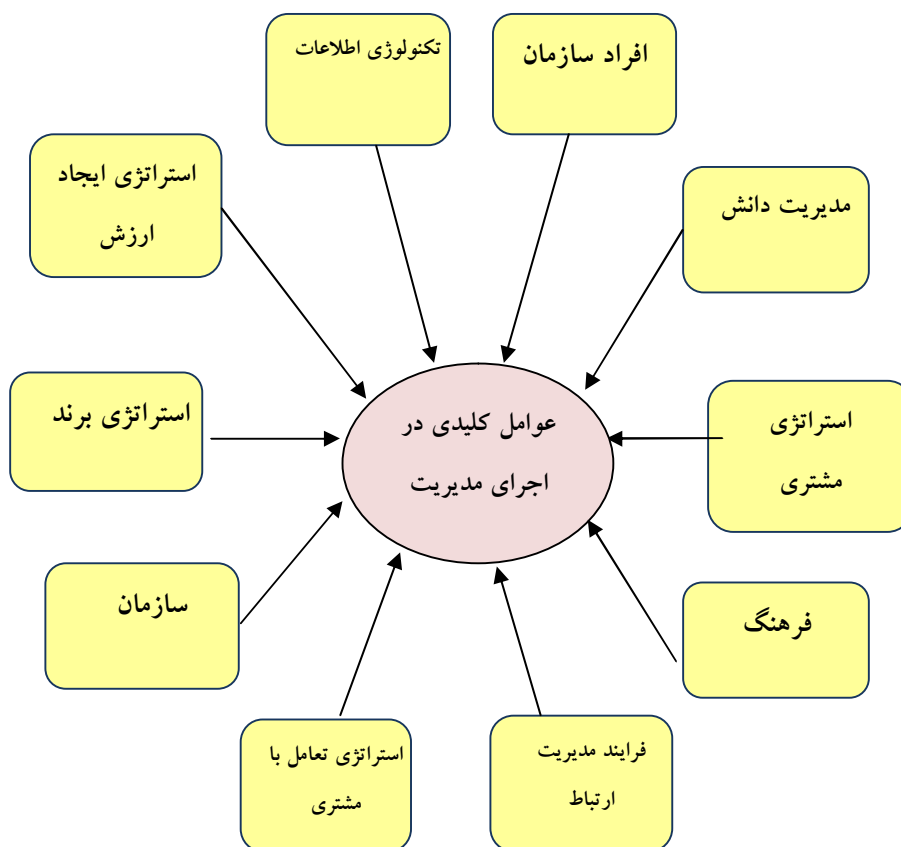 افراد سازمان
تکنولوژی اطلاعات
مدیریت دانش
استراتژی ایجاد
ارزش
استراتژی
مشتری
عوامل کلیدی در
اجرای مدیریت
استراتژی برند
فرهنگ
سازمان
فرایند مدیریت
ارتباط
استراتژی تعامل با
مشتری